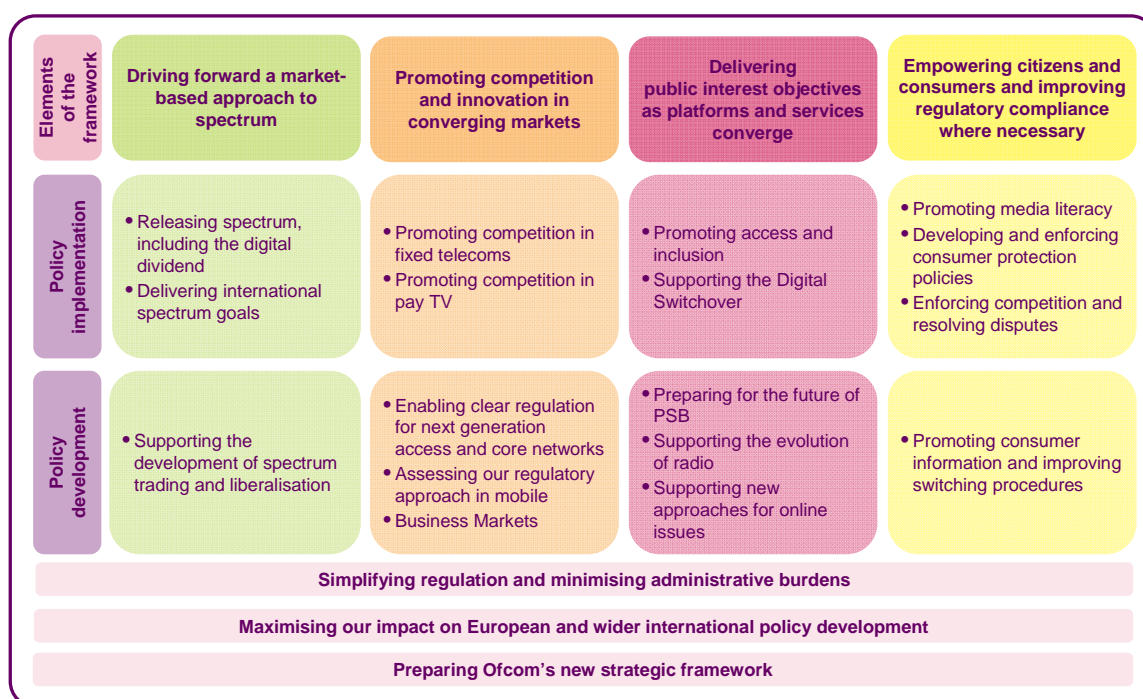 Elements
of the
framework
Driving forward a market-
based approach to
spectrum
Promoting competition
and innovation in
converging markets
Delivering
public interest objectives
as platforms and services
converge
Empowering citizens and
consumers and improving
regulatory compliance
where necessary
Policy
implementation
• Releasing spectrum,
including the digital
dividend
• Delivering international
spectrum goals
• Promoting competition in
fixed telecoms
• Promoting competition in
pay TV
• Promoting access and
inclusion
• Supporting the Digital
Switchover
• Promoting media literacy
• Developing and enforcing
consumer protection
policies
• Enforcing competition and
resolving disputes
Policy
development
• Supporting the
development of spectrum
trading and liberalisation
• Enabling clear regulation
for next generation
access and core networks
• Assessing our regulatory
approach in mobile
• Business Markets
• Preparing for the future of
PSB
• Supporting the evolution
of radio
• Supporting new
approaches for online
issues
• Promoting consumer
information and improving
switching procedures
Simplifying regulation and minimising administrative burdens
Maximising our impact on European and wider international policy development
Preparing Ofcom's new strategic framework